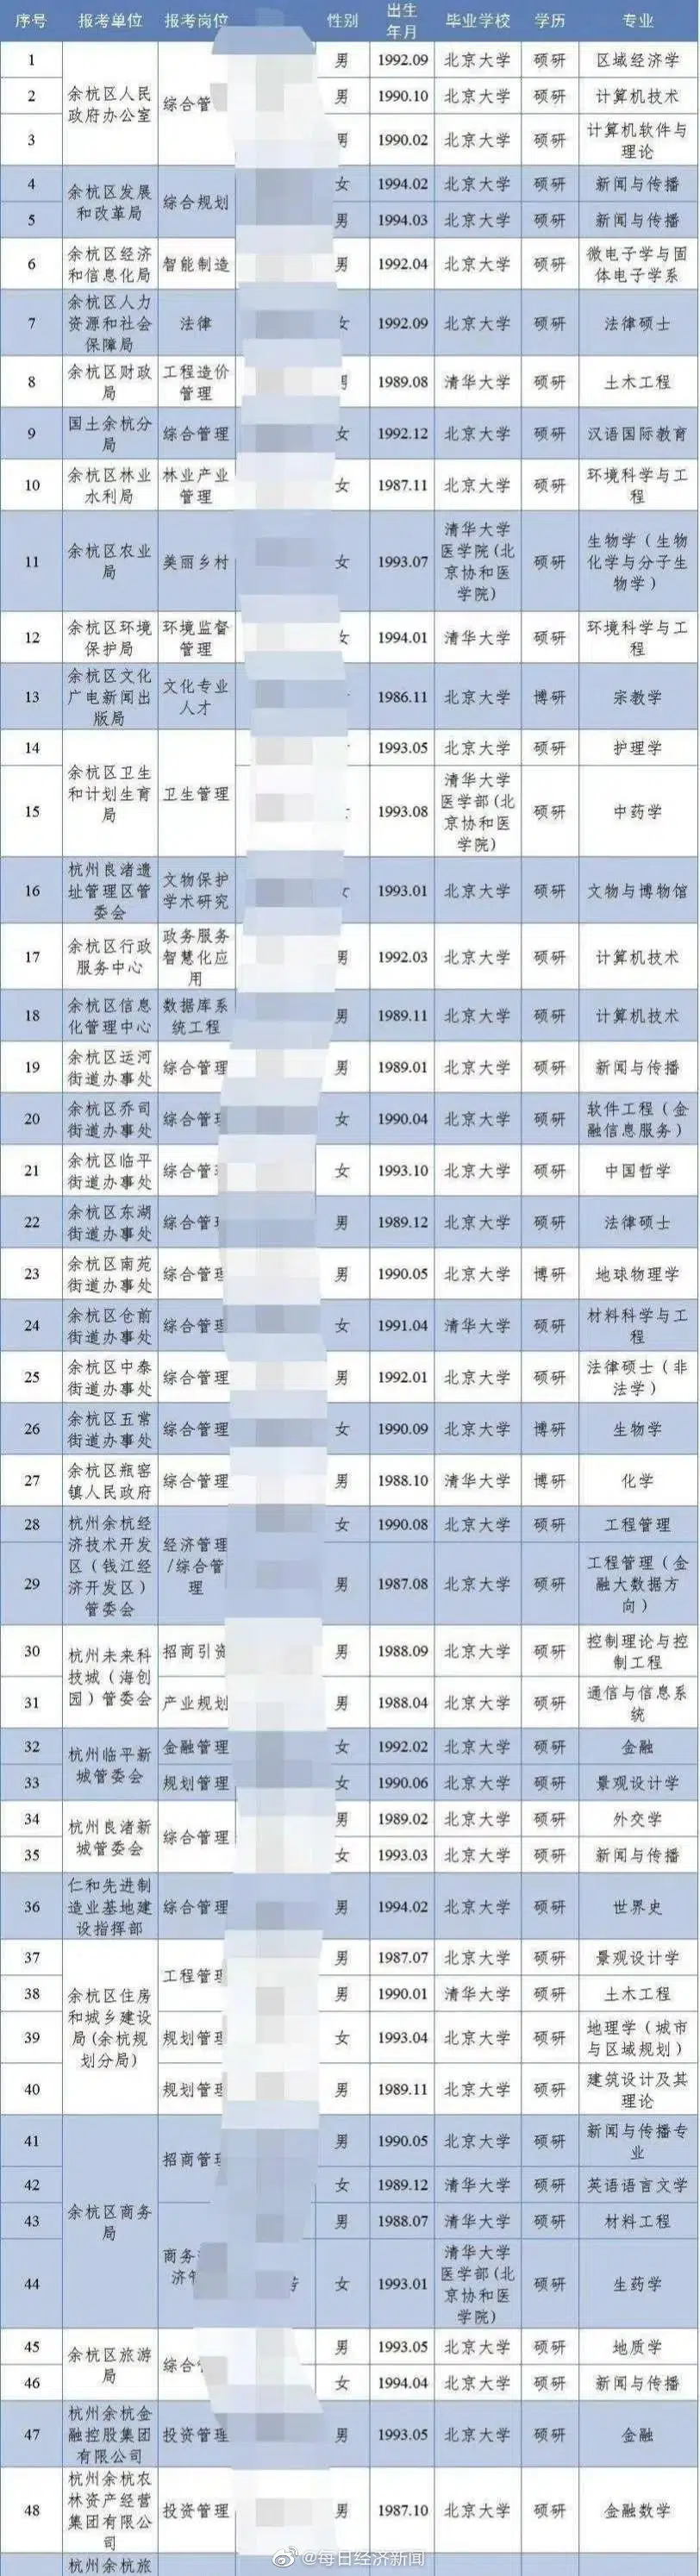 序号 报考单位 报考岗位 性别 出生年月 毕业学校 学历 专业
1 余杭区人民政府办公室 综合管 男 1992.09 北京大学 硕研 区域经济学
2 男 1990.10 北京大学 硕研 计算机技术
3 男 1990.02 北京大学 硕研 计算机软件与理论
4 余杭区发展和改革局 综合规划 女 1994.02 北京大学 硕研 新闻与传播
5 男 1994.03 北京大学 硕研 新闻与传播
6 余杭区经济和信息化局 智能制造 男 1992.04 北京大学 硕研 微电子学与固体电子学系
7 余杭区人力资源和社会保障局 法律 女 1992.09 北京大学 硕研 法律硕士
8 余杭区财政局 工程造价管理 男 1989.08 清华大学 硕研 土木工程
9 国土余杭分局 综合管理 女 1992.12 北京大学 硕研 汉语国际教育
10 余杭区林业水利局 林业产业管理 女 1987.11 北京大学 硕研 环境科学与工程
11 余杭区农业局 美丽乡村 女 1993.07 清华大学医学院(北京协和医学院) 硕研 生物学（生物化学与分子生物学）
12 余杭区环境保护局 环境监督管理 女 1994.01 清华大学 硕研 环境科学与工程
13 余杭区文化广电新闻出版局 文化专业人才 1986.11 北京大学 博研 宗教学
14 余杭区卫生和计划生育局 卫生管理 1993.05 北京大学 硕研 护理学
15 1993.08 清华大学医学部(北京协和医学院) 硕研 中药学
16 杭州良渚遗址管理区管委会 文物保护学术研究 女 1993.01 北京大学 硕研 文物与博物馆
17 余杭区行政服务中心 政务服务智慧化应用 男 1992.03 北京大学 硕研 计算机技术
18 余杭区信息化管理中心 数据库系统工程 男 1989.11 北京大学 硕研 计算机技术
19 余杭区运河街道办事处 综合管理 男 1989.01 北京大学 硕研 新闻与传播
20 余杭区乔司街道办事处 综合管理 女 1990.04 北京大学 硕研 软件工程（金融信息服务）
21 余杭区临平街道办事处 综合管理 女 1993.10 北京大学 硕研 中国哲学
22 余杭区东湖街道办事处 综合管理 男 1989.12 北京大学 硕研 法律硕士
23 余杭区南苑街道办事处 综合管理 男 1990.05 北京大学 博研 地球物理学
24 余杭区仓前街道办事处 综合管理 女 1991.04 清华大学 硕研 材料科学与工程
25 余杭区中泰街道办事处 综合管理 男 1992.01 北京大学 硕研 法律硕士（非法学）
26 余杭区五常街道办事处 综合管理 女 1990.09 北京大学 博研 生物学
27 余杭区瓶窑镇人民政府 综合管理 男 1988.10 清华大学 博研 化学
28 杭州余杭经济技术开发区（钱江经济开发区）管委会 经济管理/综合管理 女 1990.08 北京大学 硕研 工程管理
29 男 1987.08 北京大学 硕研 工程管理（金融大数据方向）
30 杭州未来科技城（海创园）管委会 招商引资 男 1988.09 北京大学 硕研 控制理论与控制工程
31 产业规划 男 1988.04 北京大学 硕研 通信与信息系统
32 杭州临平新城管委会 金融管理 女 1992.02 北京大学 硕研 金融
33 规划管理 女 1990.06 北京大学 硕研 景观设计学
34 杭州良渚新城管委会 综合管理 男 1989.02 北京大学 硕研 外交学
35 女 1993.03 北京大学 硕研 新闻与传播
36 仁和先进制造业基地建设指挥部 综合管理 男 1994.02 北京大学 硕研 世界史
37 余杭区住房和城乡建设局(余杭规划分局) 工程管理 男 1987.07 北京大学 硕研 景观设计学
38 男 1990.01 清华大学 硕研 土木工程
39 规划管理 女 1993.04 北京大学 硕研 地理学（城市与区域规划）
40 规划管理 男 1989.11 北京大学 硕研 建筑设计及其理论
41 余杭区商务局 招商管理 男 1990.05 北京大学 硕研 新闻与传播专业
42 女 1989.12 清华大学 硕研 英语语言文学
43 商务 济 男 1988.07 清华大学 硕研 材料工程
44 女 1993.01 清华大学医学部(北京协和医学院) 硕研 生药学
45 余杭区旅游局 综合 男 1993.05 北京大学 硕研 地质学
46 女 1994.04 北京大学 硕研 新闻与传播
47 杭州余杭金融控股集团有限公司 投资管理 男 1993.05 北京大学 硕研 金融
48 杭州余杭农林资产经营集团有限公司 投资管理 男 1987.10 北京大学 硕研 金融数学
杭州余杭旅
@每日经济新闻